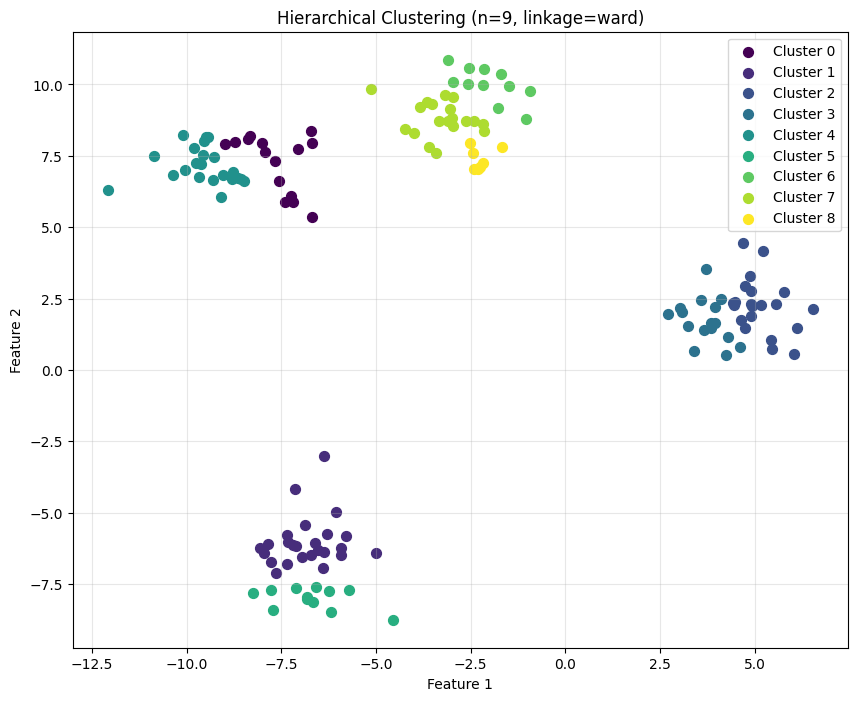 Hierarchical Clustering (n=9, linkage=ward)
Cluster 0
Cluster 1
Cluster 2
Cluster 3
Cluster 4
Cluster 5
Cluster 6
Cluster 7
Cluster 8
10.0
7.5
5.0
2.5
0.0
−2.5
−5.0
−7.5
Feature 2
−12.5 −10.0 −7.5 −5.0 −2.5 0.0 2.5 5.0
Feature 1